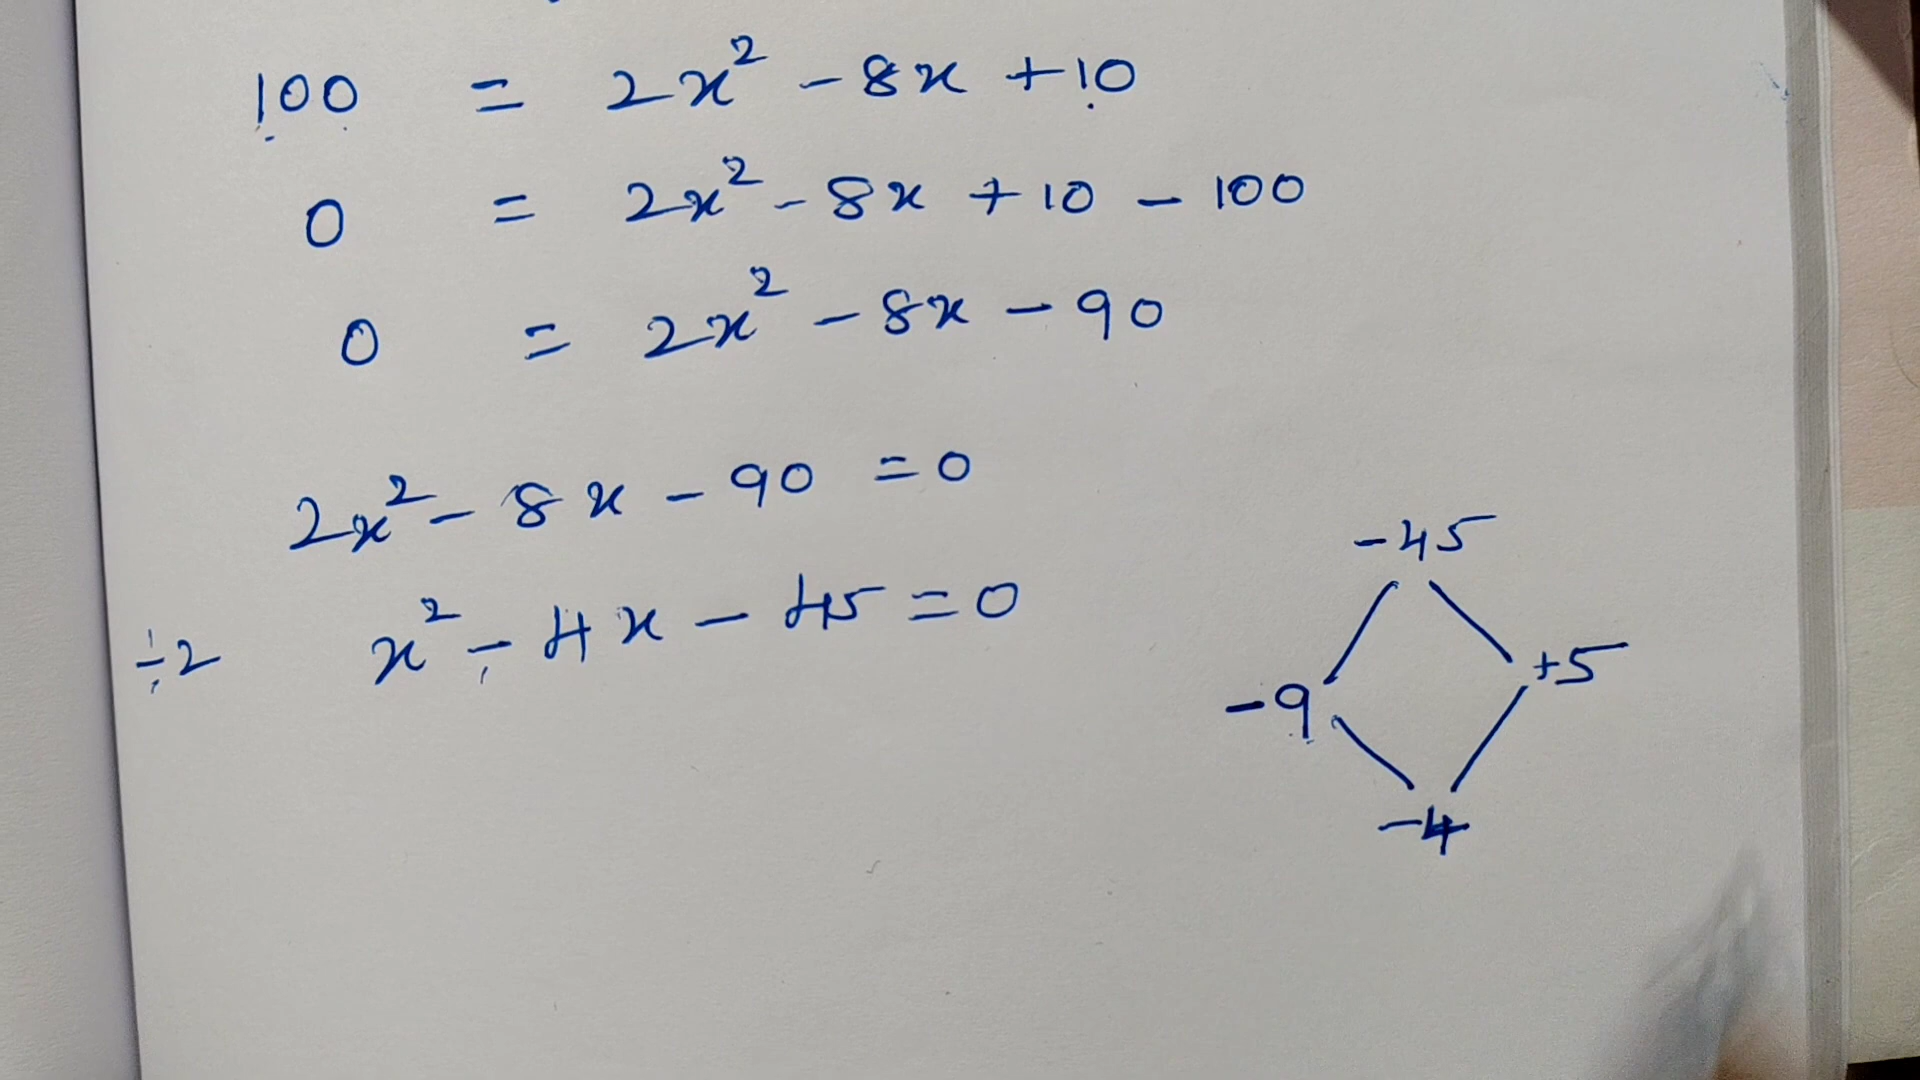 100 = 2x² - 8x + 10
0 = 2x² - 8x + 10 - 100
0 = 2x² - 8x - 90
2x² - 8x - 90 = 0
÷2 x² - 4x - 45 = 0
-45
-9 +5
-4